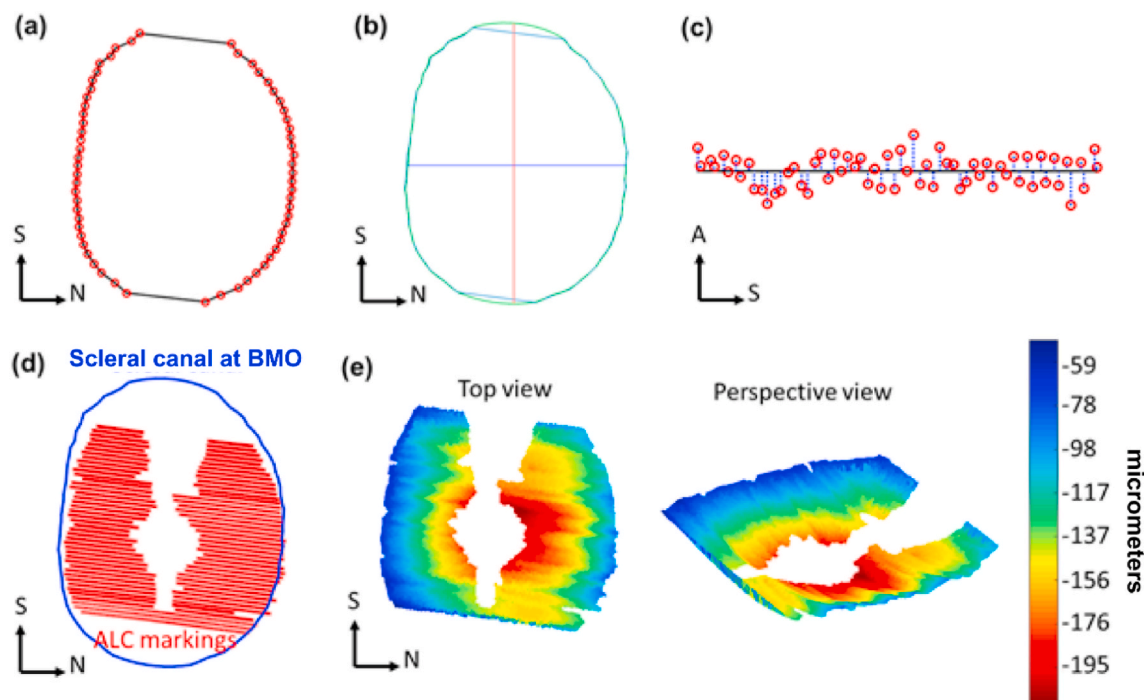 (a)
S
N
(b)
S
N
(c)
A
S
(d)
Scleral canal at BMO
ALC markings
S
N
(e)
Top view
Perspective view
S
N
-59
-78
-98
-117
-137
-156
-176
-195
micrometers